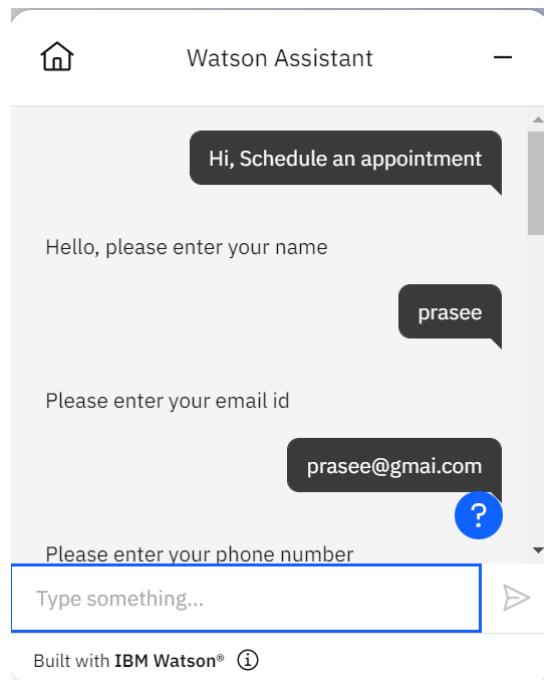 Watson Assistant
Hi, Schedule an appointment
Hello, please enter your name
prasee
Please enter your email id
prasee@gmai.com
?
Please enter your phone number
Type something...
Built with IBM Watson® i